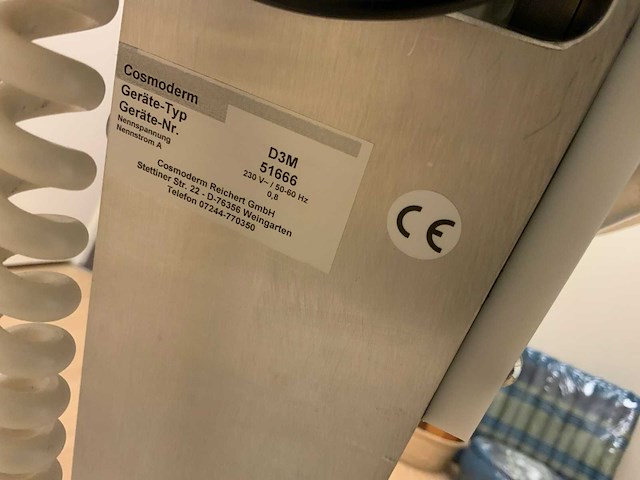 Cosmoderm
Geräte-Typ D3M
Geräte-Nr. 51666
Nennspannung 230 V~ / 50-60 Hz
Nennstrom A 0,8
Cosmoderm Reichert GmbH
Stettiner Str. 22 - D-76356 Weingarten
Telefon 07244-770350
CE